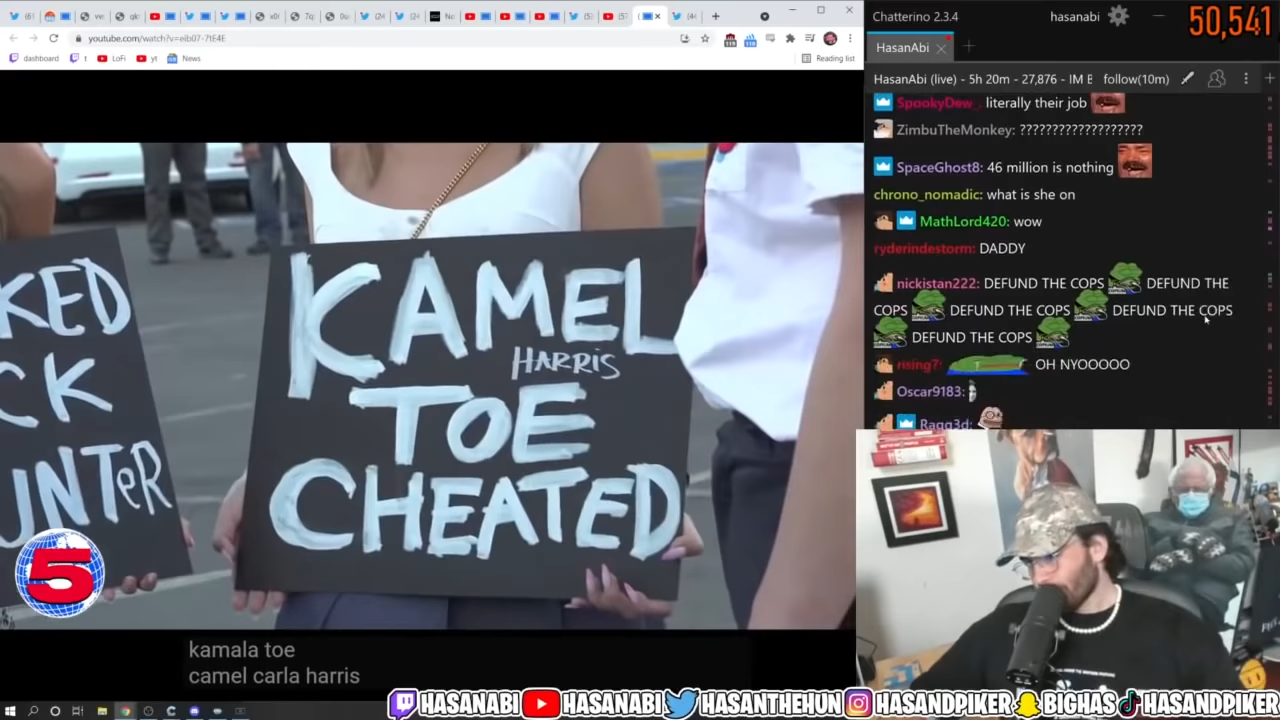 Chatterino 2.3.4
hasanabi
50,541
youtube.com/watch?v=eib07-7tE4E
HasanAbi
dashboard
t
LoFi
yt
News
Reading list
HasanAbi (live) - 5h 20m - 27,876 - IM B
follow(10m)
SpookyDew_: literally their job
ZimbuTheMonkey: ???????????????????
SpaceGhost8: 46 million is nothing
chrono_nomadic: what is she on
MathLord420: wow
ryderindestorm: DADDY
nickistan222: DEFUND THE COPS DEFUND THE
COPS DEFUND THE COPS DEFUND THE COPS
DEFUND THE COPS
rising7: OH NYOOOOO
Oscar9183:
Ragg3d:
KED
CK
UNTeR
KAMEL
HARRIS
TOE
CHEATED
5
kamala toe
camel carla harris
HASANABI HASANABI HASANTHEHUN HASANDPIKER BIGHAS HASANDPIKER